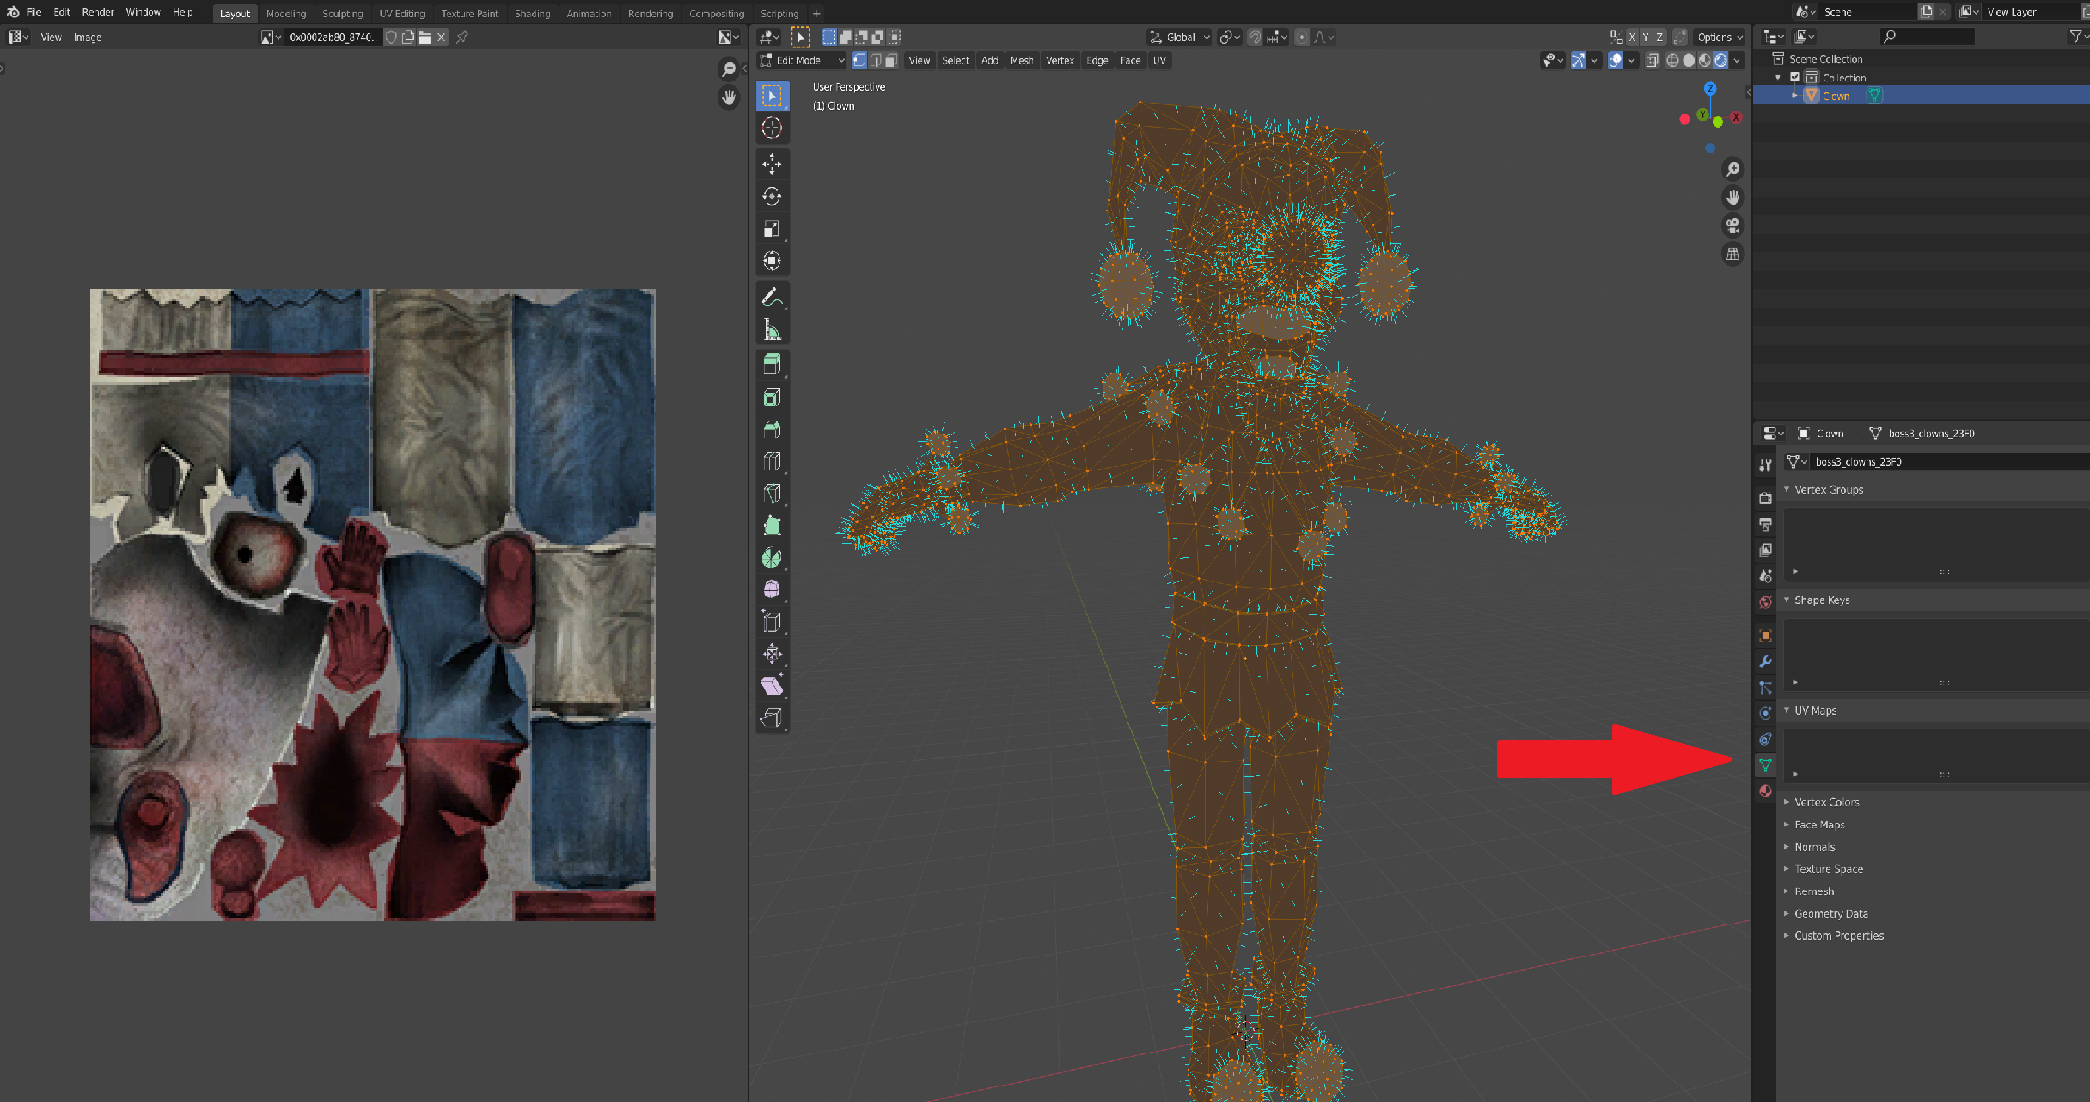 File Edit Render Window Help Layout Modeling Sculpting UV Editing Texture Paint Shading Animation Rendering Compositing Scripting + Scene View Layer
View Image 0x0002ab80_8740. Global X Y Z Options
Edit Mode View Select Add Mesh Vertex Edge Face UV
Scene Collection
Collection
Clown
User Perspective
(1) Clown
Z
Y
X
Clown boss3_clowns_23F0
boss3_clowns_23F0
Vertex Groups
Shape Keys
UV Maps
Vertex Colors
Face Maps
Normals
Texture Space
Remesh
Geometry Data
Custom Properties